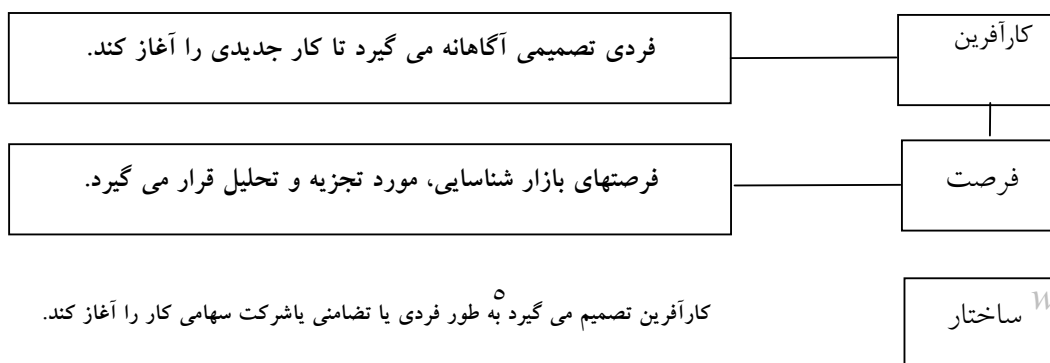 کارآفرین
فردی تصمیمی آگاهانه می گیرد تا کار جدیدی را آغاز کند.
فرصت
فرصتهای بازار شناسایی، مورد تجزیه و تحلیل قرار می گیرد.
ساختار
کارآفرین تصمیم می گیرد به طور فردی یا تضامنی یاشرکت سهامی کار را آغاز کند.
۵